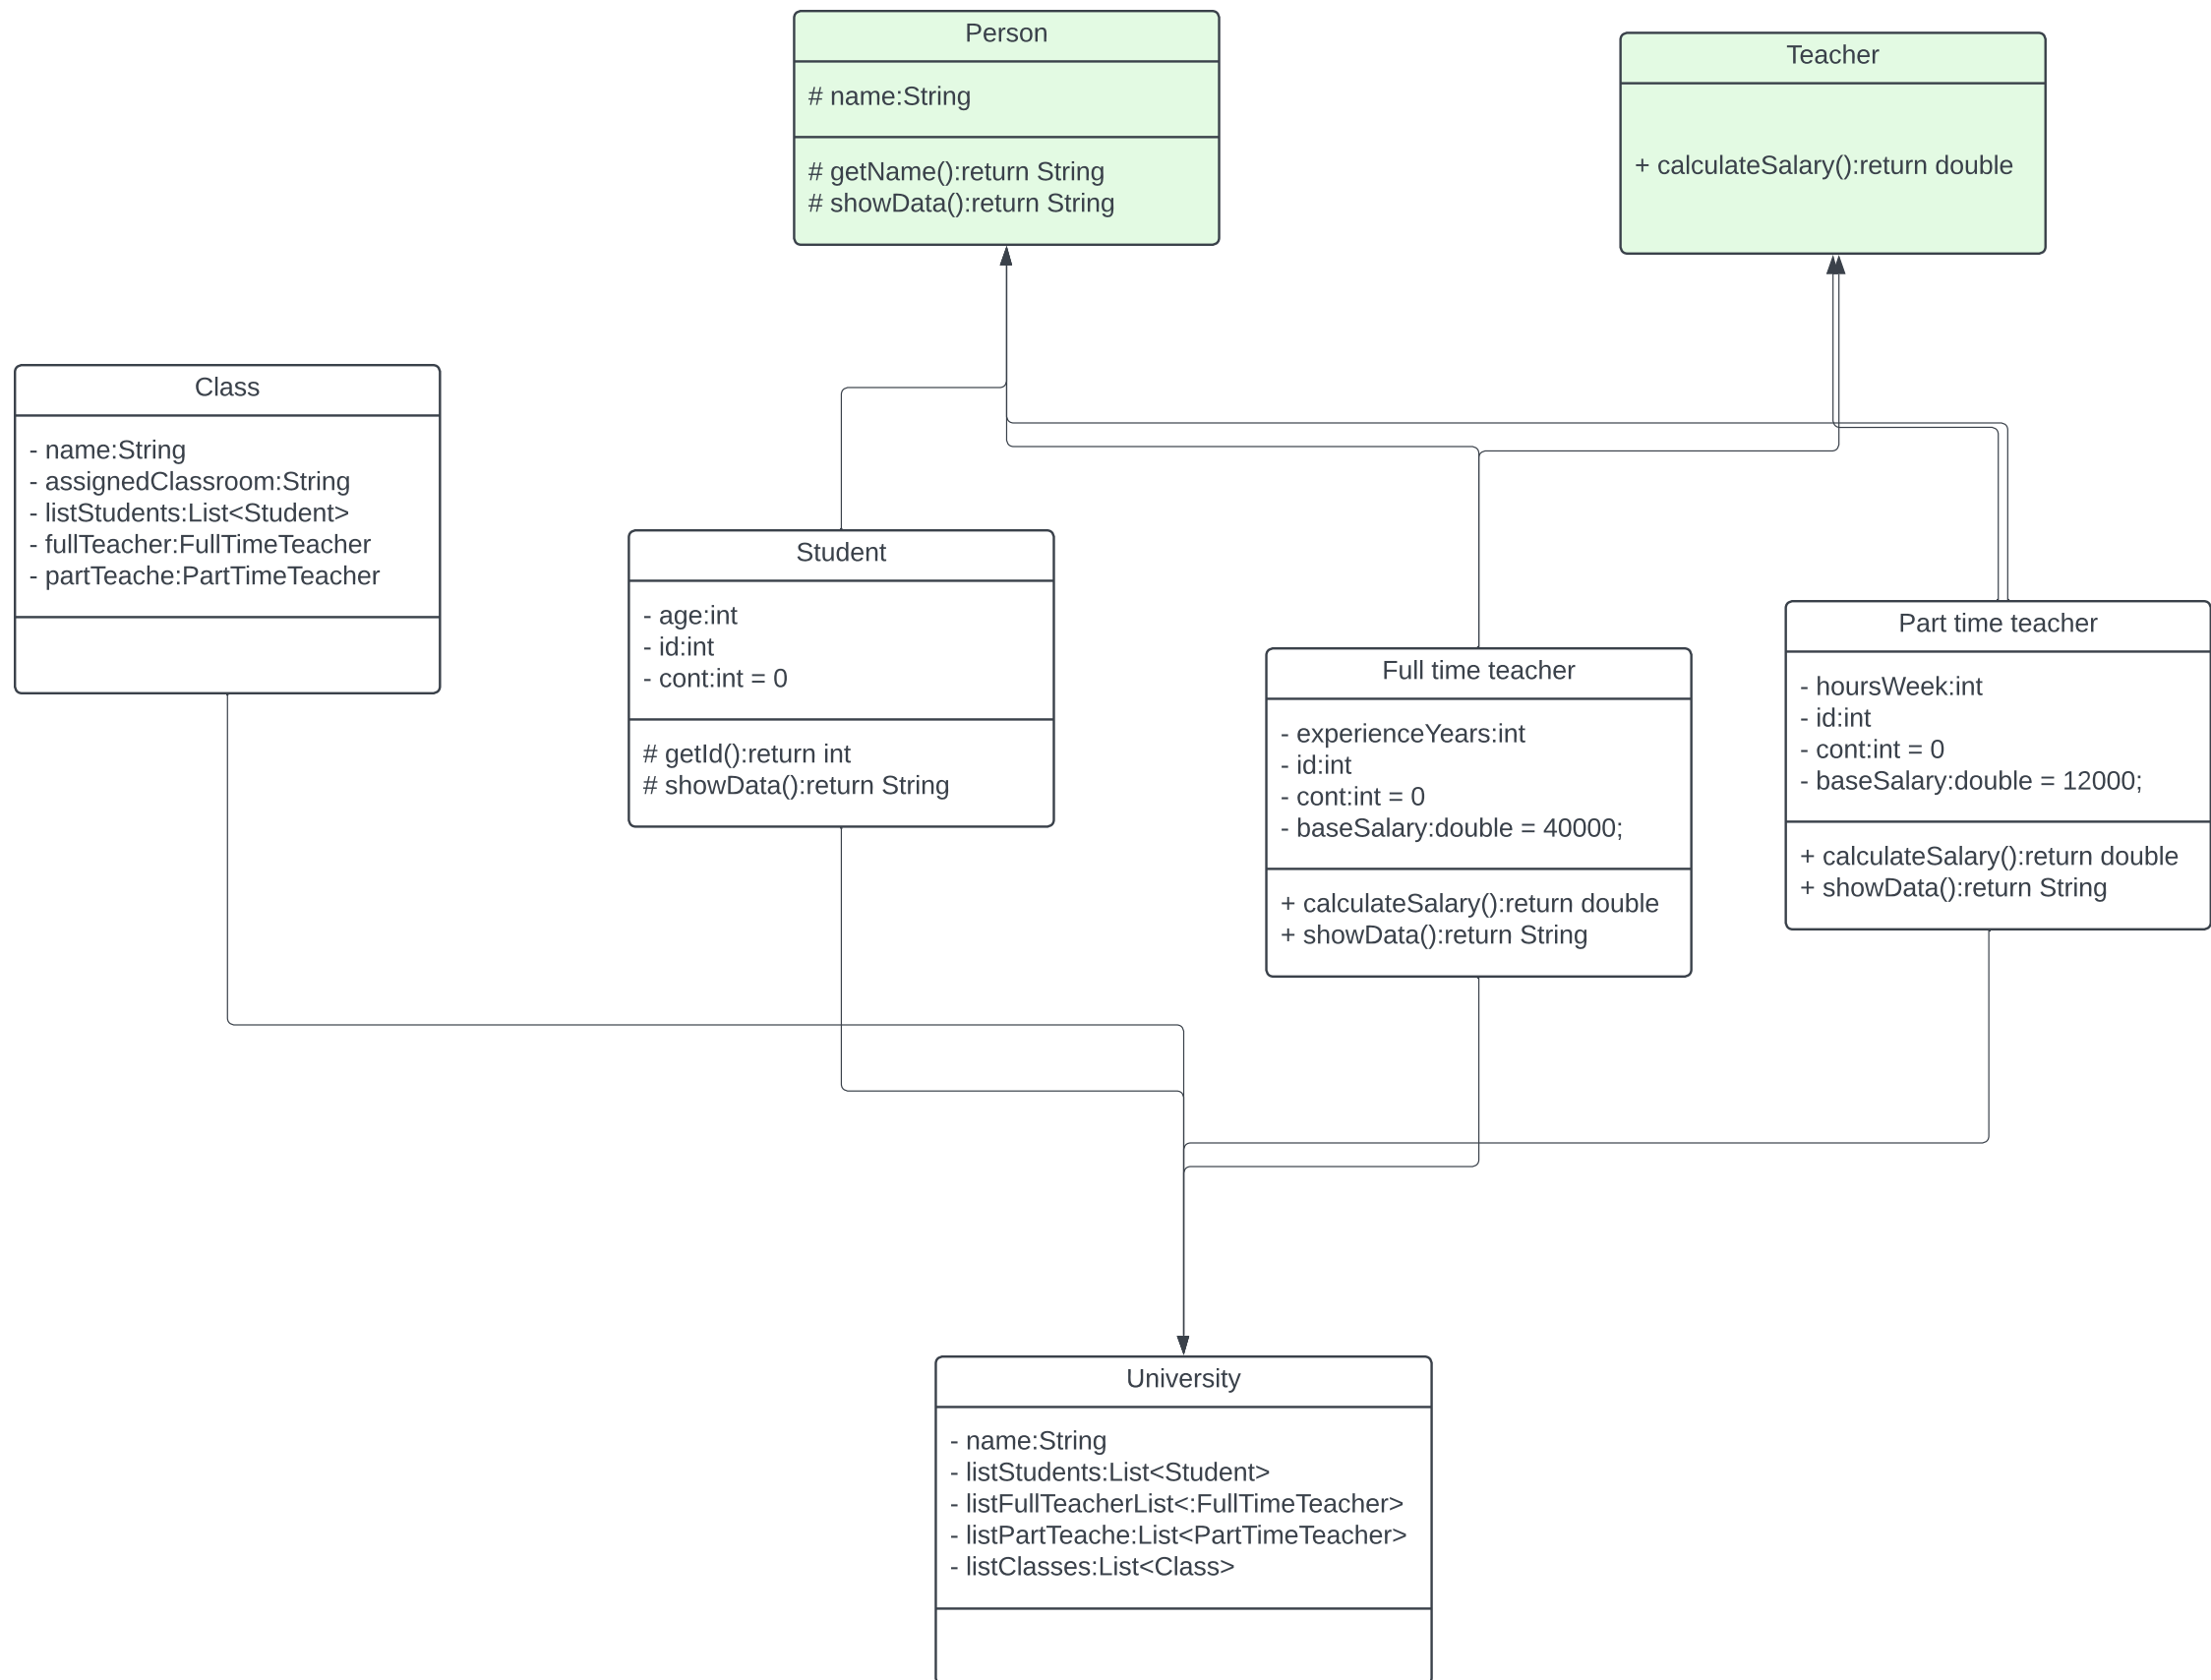 Person
# name:String
# getName():return String
# showData():return String
Teacher
+ calculateSalary():return double
Class
- name:String
- assignedClassroom:String
- listStudents:List<Student>
- fullTeacher:FullTimeTeacher
- partTeache:PartTimeTeacher
Student
- age:int
- id:int
- cont:int = 0
# getId():return int
# showData():return String
Full time teacher
- experienceYears:int
- id:int
- cont:int = 0
- baseSalary:double = 40000;
+ calculateSalary():return double
+ showData():return String
Part time teacher
- hoursWeek:int
- id:int
- cont:int = 0
- baseSalary:double = 12000;
+ calculateSalary():return double
+ showData():return String
University
- name:String
- listStudents:List<Student>
- listFullTeacherList<:FullTimeTeacher>
- listPartTeache:List<PartTimeTeacher>
- listClasses:List<Class>